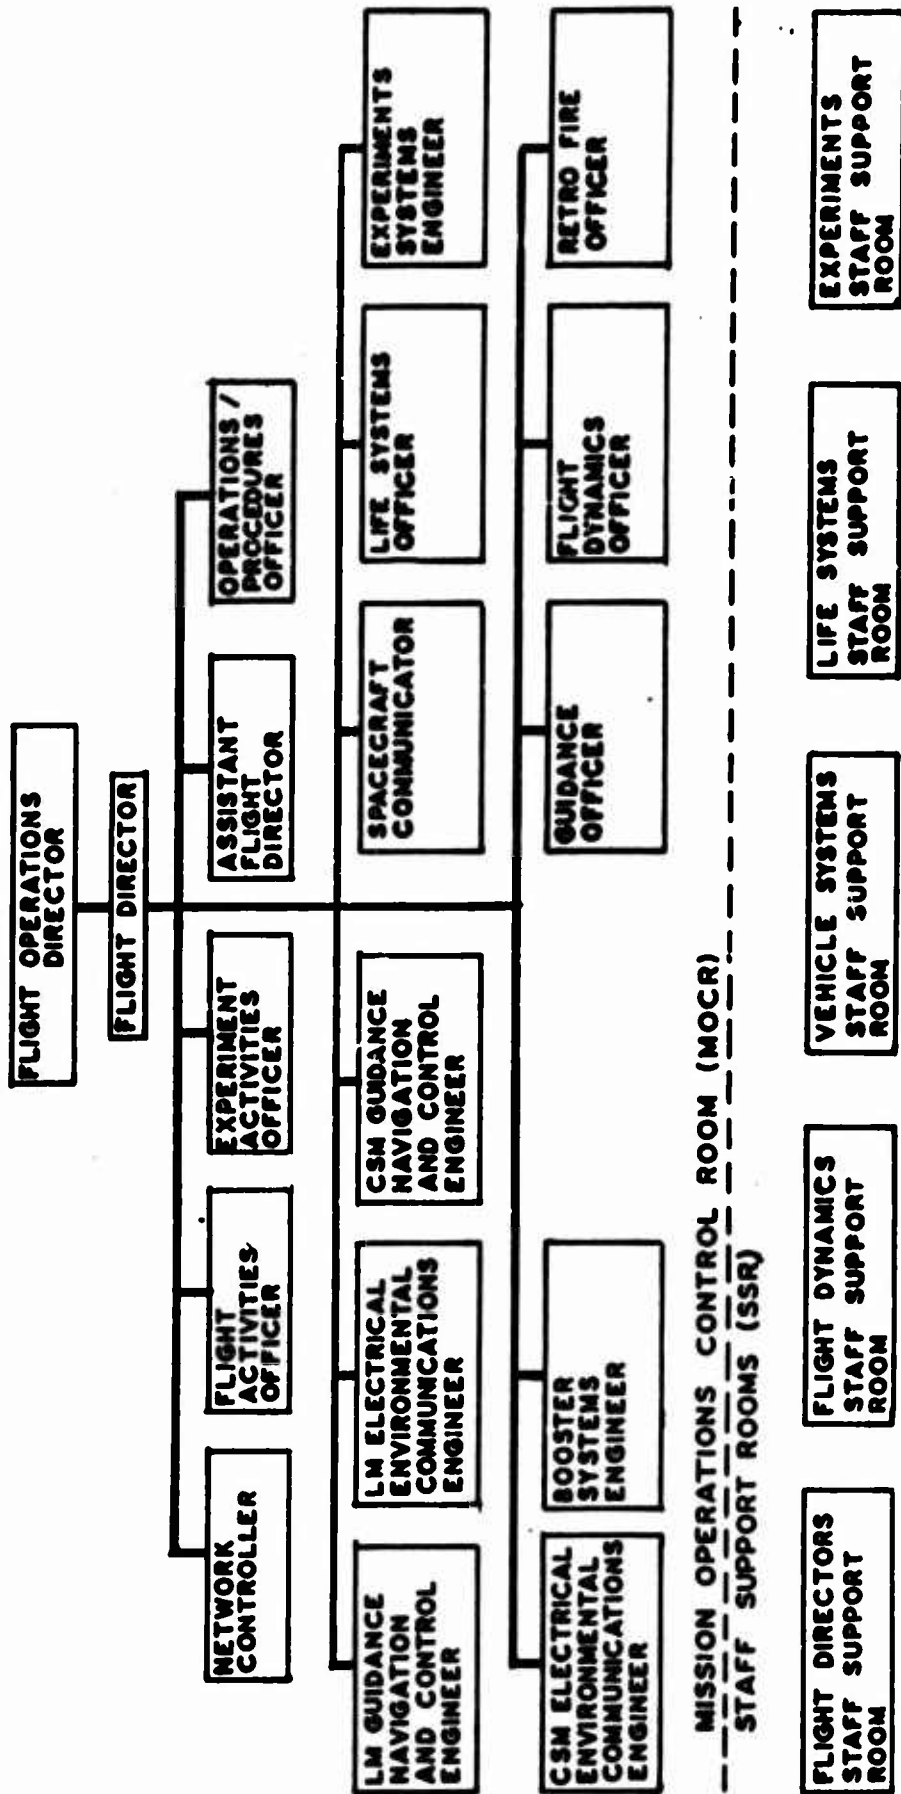 FLIGHT OPERATIONS
DIRECTOR
FLIGHT DIRECTOR
NETWORK
CONTROLLER
FLIGHT
ACTIVITIES
OFFICER
EXPERIMENT
ACTIVITIES
OFFICER
ASSISTANT
FLIGHT
DIRECTOR
OPERATIONS/
PROCEDURES
OFFICER
LM GUIDANCE
NAVIGATION
AND CONTROL
ENGINEER
LM ELECTRICAL
ENVIRONMENTAL
COMMUNICATIONS
ENGINEER
CSM GUIDANCE
NAVIGATION
AND CONTROL
ENGINEER
SPACECRAFT
COMMUNICATOR
LIFE SYSTEMS
OFFICER
EXPERIMENTS
SYSTEMS
ENGINEER
CSM ELECTRICAL
ENVIRONMENTAL
COMMUNICATIONS
ENGINEER
BOOSTER
SYSTEMS
ENGINEER
GUIDANCE
OFFICER
FLIGHT
DYNAMICS
OFFICER
RETRO FIRE
OFFICER
MISSION OPERATIONS CONTROL ROOM (MOCR)
STAFF SUPPORT ROOMS (SSR)
FLIGHT DIRECTORS
STAFF SUPPORT
ROOM
FLIGHT DYNAMICS
STAFF SUPPORT
ROOM
VEHICLE SYSTEMS
STAFF SUPPORT
ROOM
LIFE SYSTEMS
STAFF SUPPORT
ROOM
EXPERIMENTS
STAFF SUPPORT
ROOM